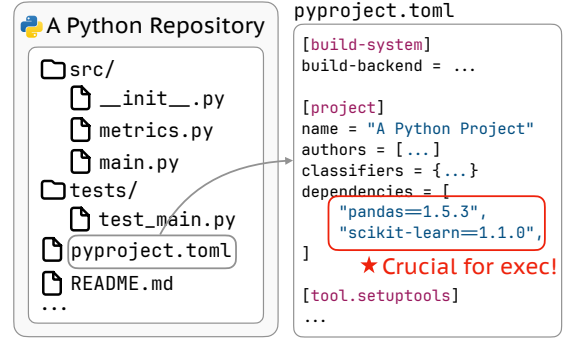 A Python Repository
src/
__init__.py
metrics.py
main.py
tests/
test_main.py
pyproject.toml
README.md
...
pyproject.toml
[build-system]
build-backend = ...
[project]
name = "A Python Project"
authors = [...]
classifiers = {...}
dependencies = [
"pandas==1.5.3",
"scikit-learn==1.1.0",
]
★Crucial for exec!
[tool.setuptools]
...